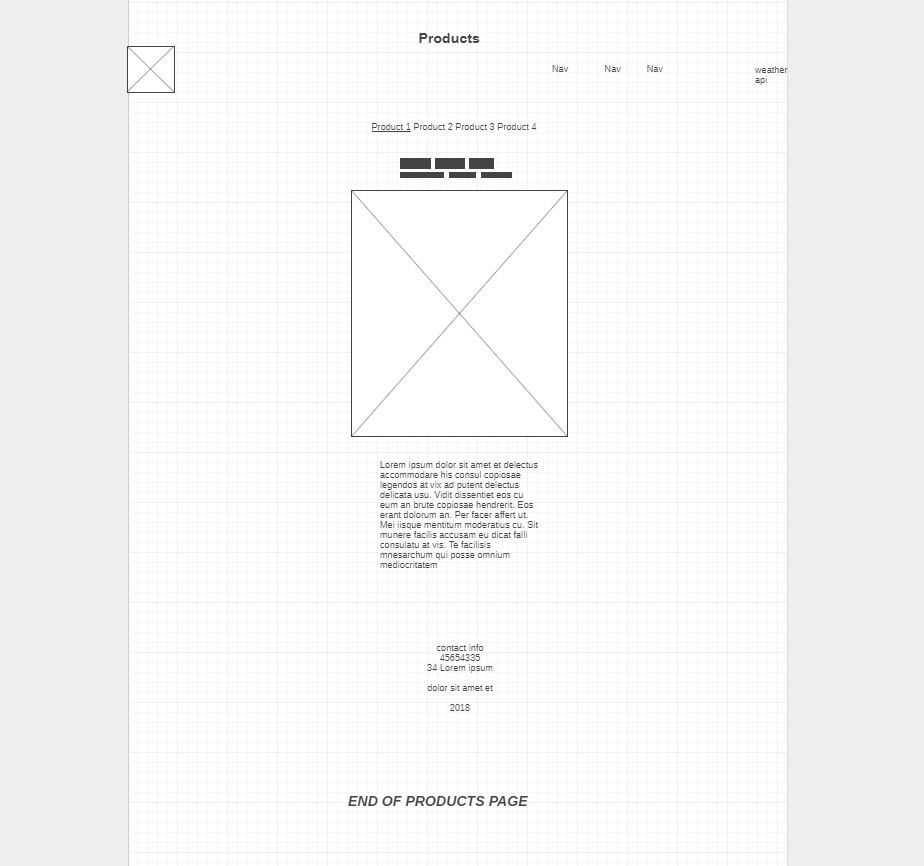 Products
Nav Nav Nav weather
api
Product 1 Product 2 Product 3 Product 4
Lorem ipsum dolor sit amet et delectus
accommodare his consul copiosae
legendos at vix ad putent delectus
delicata usu. Vidit dissentiet eos cu
eum an brute copiosae hendrerit. Eos
erant dolorum an. Per facer affert ut.
Mei iisque mentitum moderatius cu. Sit
munere facilis accusam eu dicat falli
consulatu at vis. Te facilisis
mnesarchum qui posse omnium
mediocritatem
contact info
45654335
34 Lorem ipsum
dolor sit amet et
2018
END OF PRODUCTS PAGE